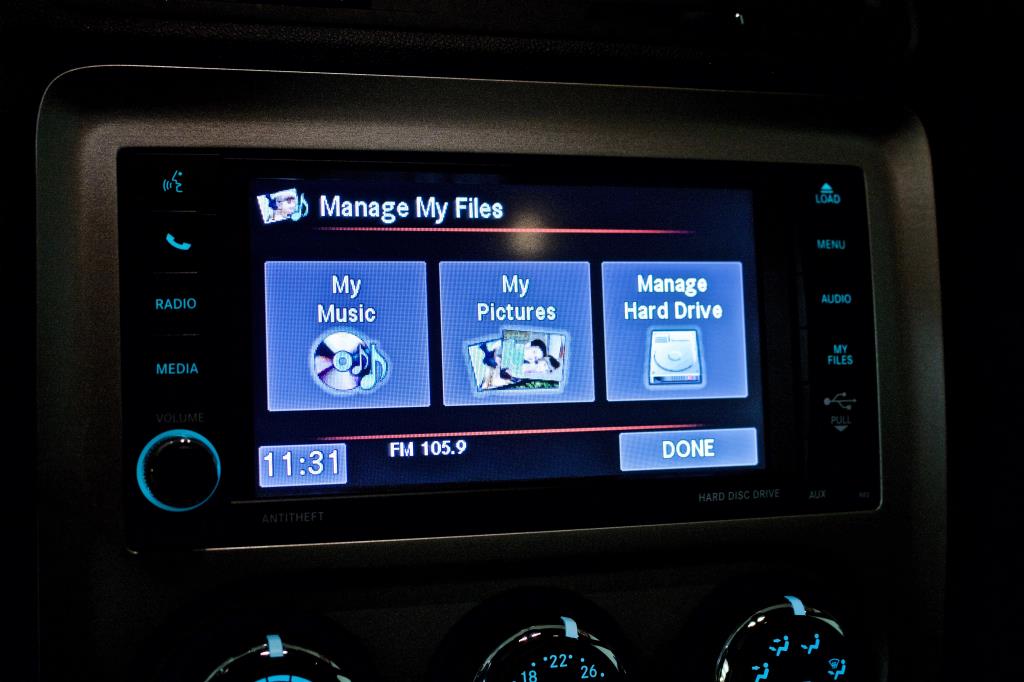 Manage My Files
My
Music
My
Pictures
Manage
Hard Drive
11:31
FM 105.9
DONE
RADIO
MEDIA
VOLUME
LOAD
MENU
AUDIO
MY
FILES
PULL
ANTITHEFT
HARD DISC DRIVE
AUX
18 22 26